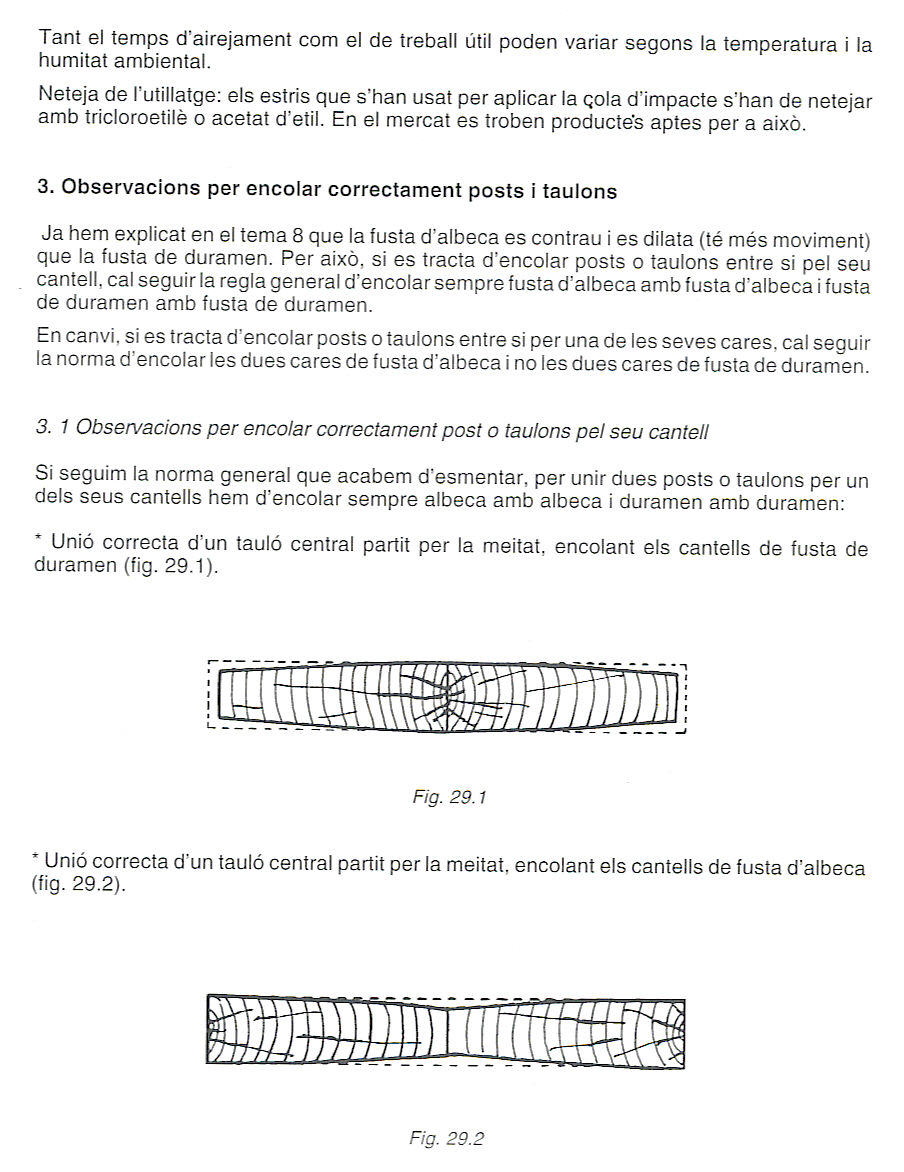 Tant el temps d'airejament com el de treball útil poden variar segons la temperatura i la
humitat ambiental.
Neteja de l'utillatge: els estris que s'han usat per aplicar la çola d'impacte s'han de netejar
amb tricloroetilè o acetat d'etil. En el mercat es troben productes aptes per a això.
3. Observacions per encolar correctament posts i taulons
Ja hem explicat en el tema 8 que la fusta d'albeca es contrau i es dilata (té més moviment)
que la fusta de duramen. Per això, si es tracta d'encolar posts o taulons entre si pel seu
cantell, cal seguir la regla general d'encolar sempre fusta d'albeca amb fusta d'albeca i fusta
de duramen amb fusta de duramen.
En canvi, si es tracta d'encolar posts o taulons entre si per una de les seves cares, cal seguir
la norma d'encolar les dues cares de fusta d'albeca i no les dues cares de fusta de duramen.
3. 1 Observacions per encolar correctament post o taulons pel seu cantell
Si seguim la norma general que acabem d'esmentar, per unir dues posts o taulons per un
dels seus cantells hem d'encolar sempre albeca amb albeca i duramen amb duramen:
* Unió correcta d'un tauló central partit per la meitat, encolant els cantells de fusta de
duramen (fig. 29.1).
Fig. 29.1
* Unió correcta d'un tauló central partit per la meitat, encolant els cantells de fusta d'albeca
(fig. 29.2).
Fig. 29.2